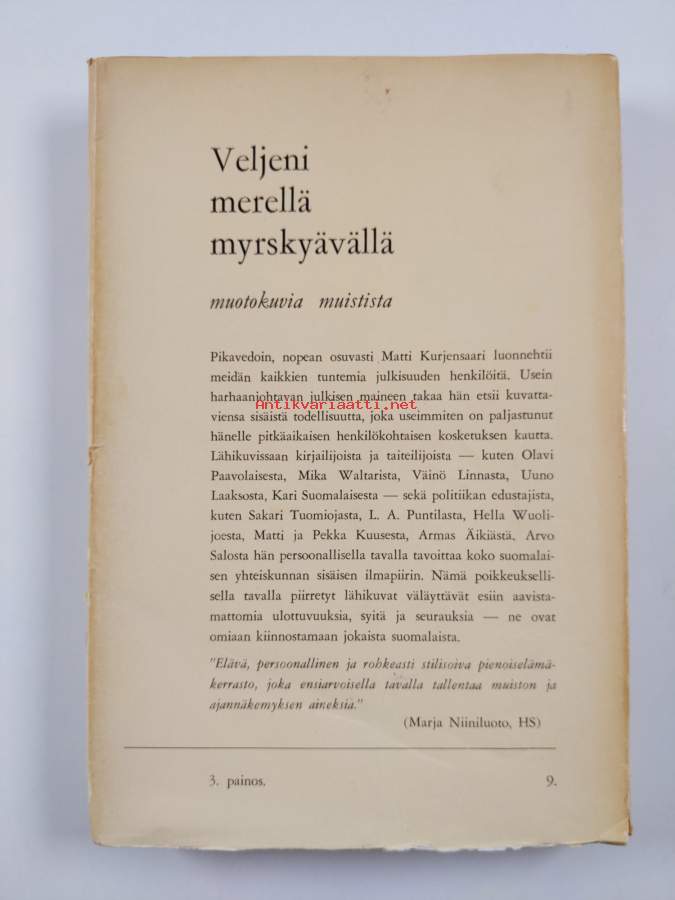 Veljeni
merellä
myrskyävällä
muotokuvia muistista
Pikavedoin, nopean osuvasti Matti Kurjensaari luonnehtii
meidän kaikkien tuntemia julkisuuden henkilöitä. Usein
harhaanjohtavan julkisen maineen takaa hän etsii kuvatta-
Antikvariaatti.net
viensa sisäistä todellisuutta, joka useimmiten on paljastunut
hänelle pitkäaikaisen henkilökohtaisen kosketuksen kautta.
Lähikuvissaan kirjailijoista ja taiteilijoista — kuten Olavi
Paavolaisesta, Mika Waltarista, Väinö Linnasta, Uuno
Laaksosta, Kari Suomalaisesta — sekä politiikan edustajista,
kuten Sakari Tuomiojasta, L. A. Puntilasta, Hella Wuoli-
joesta, Matti ja Pekka Kuusesta, Armas Äikiästä, Arvo
Salosta hän persoonallisella tavalla tavoittaa koko suomalai-
sen yhteiskunnan sisäisen ilmapiirin. Nämä poikkeukselli-
sella tavalla piirretyt lähikuvat väläyttävät esiin aavista-
mattomia ulottuvuuksia, syitä ja seurauksia — ne ovat
omiaan kiinnostamaan jokaista suomalaista.
"Elävä, persoonallinen ja rohkeasti stilisoiva pienoiselämä-
kerrasto, joka ensiarvoisella tavalla tallentaa muiston ja
ajannäkemyksen aineksia."
(Marja Niiniluoto, HS)
3. painos. 9.